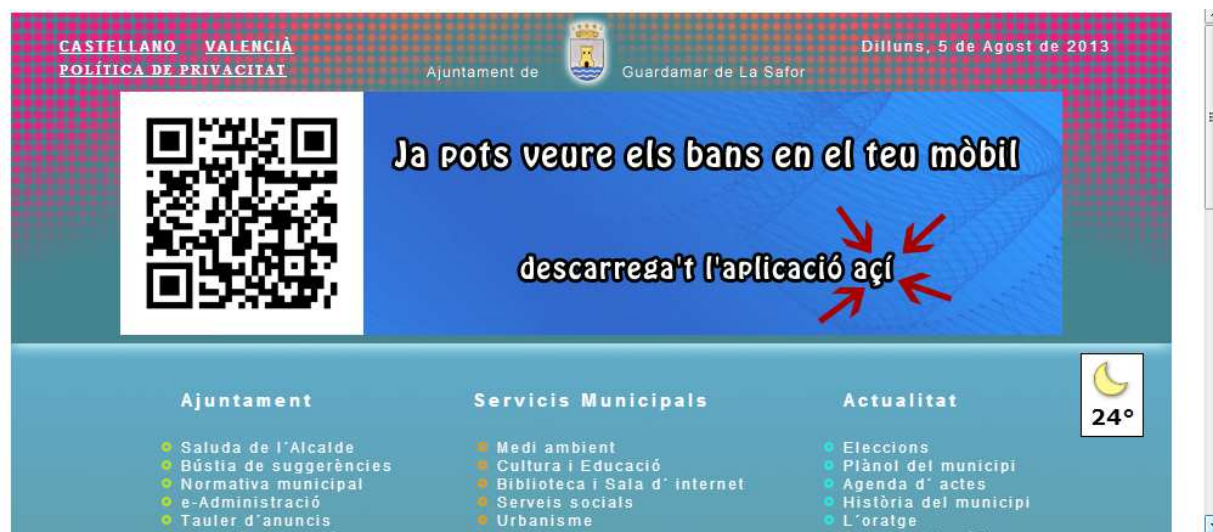 CASTELLANO VALENCIÀ
POLÍTICA DE PRIVACITAT
Ajuntament de Guardamar de La Safor
Dilluns, 5 de Agost de 2013
Ja pots veure els bans en el teu mòbil
descarrega't l'aplicació açí
24°
Ajuntament
Saluda de l´Alcalde
Bústia de suggerències
Normativa municipal
e-Administració
Tauler d´anuncis
Servicis Municipals
Medi ambient
Cultura i Educació
Biblioteca i Sala d´ internet
Serveis socials
Urbanisme
Actualitat
Eleccions
Plànol del municipi
Agenda d´ actes
Història del municipi
L´oratge